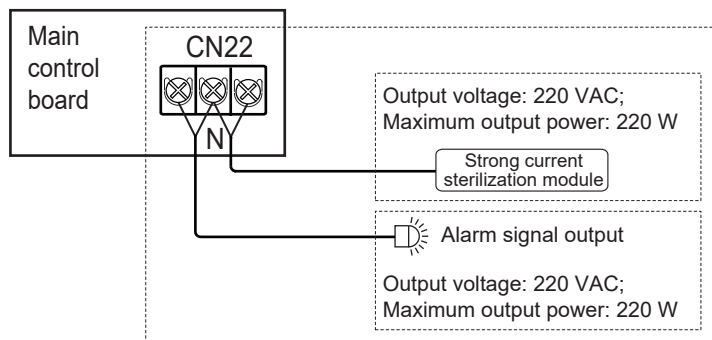 Main
control
board
CN22
N
Output voltage: 220 VAC;
Maximum output power: 220 W
Strong current
sterilization module
Alarm signal output
Output voltage: 220 VAC;
Maximum output power: 220 W